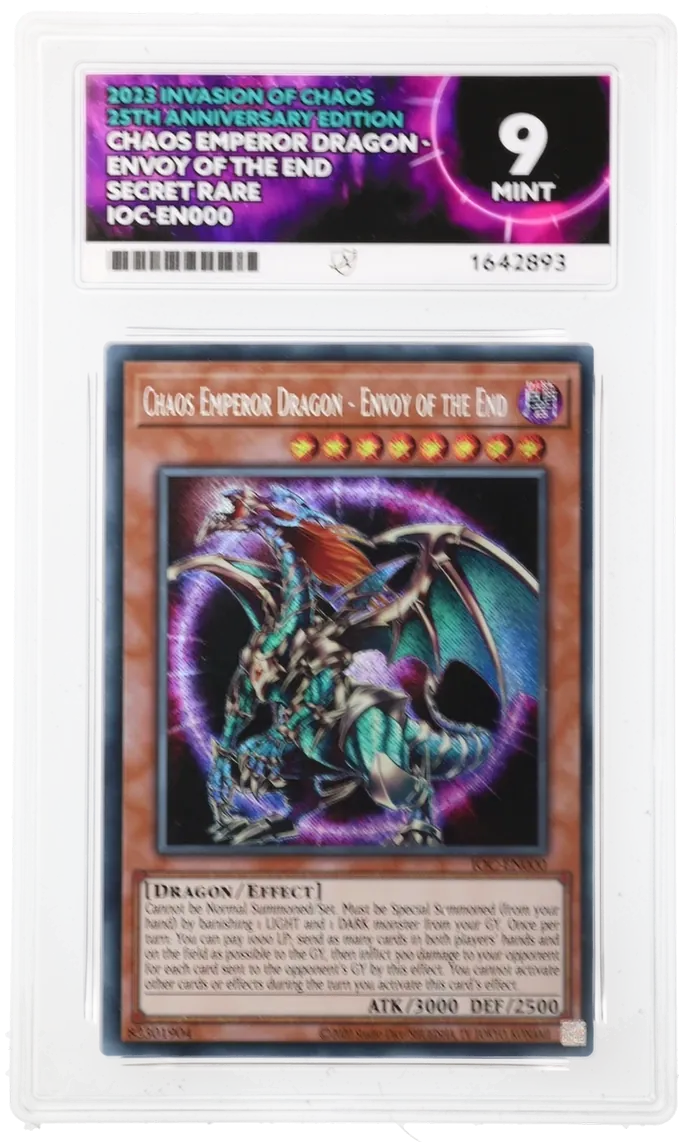 2023 INVASION OF CHAOS
25TH ANNIVERSARY EDITION
CHAOS EMPEROR DRAGON -
ENVOY OF THE END
SECRET RARE
IOC-EN000
9
MINT
1642893
CHAOS EMPEROR DRAGON - ENVOY OF THE END
IOC-EN000
[DRAGON/EFFECT]
Cannot be Normal Summoned/Set. Must be Special Summoned (from your
hand) by banishing 1 LIGHT and 1 DARK monster from your GY. Once per
turn: You can pay 1000 LP; send as many cards in both players' hands and
on the field as possible to the GY, then inflict 300 damage to your opponent
for each card sent to the opponent's GY by this effect. You cannot activate
other cards or effects during the turn you activate this card's effect.
ATK/3000 DEF/2500
82301904
Studio Dice/SHUEISHA, TV TOKYO, KONAMI